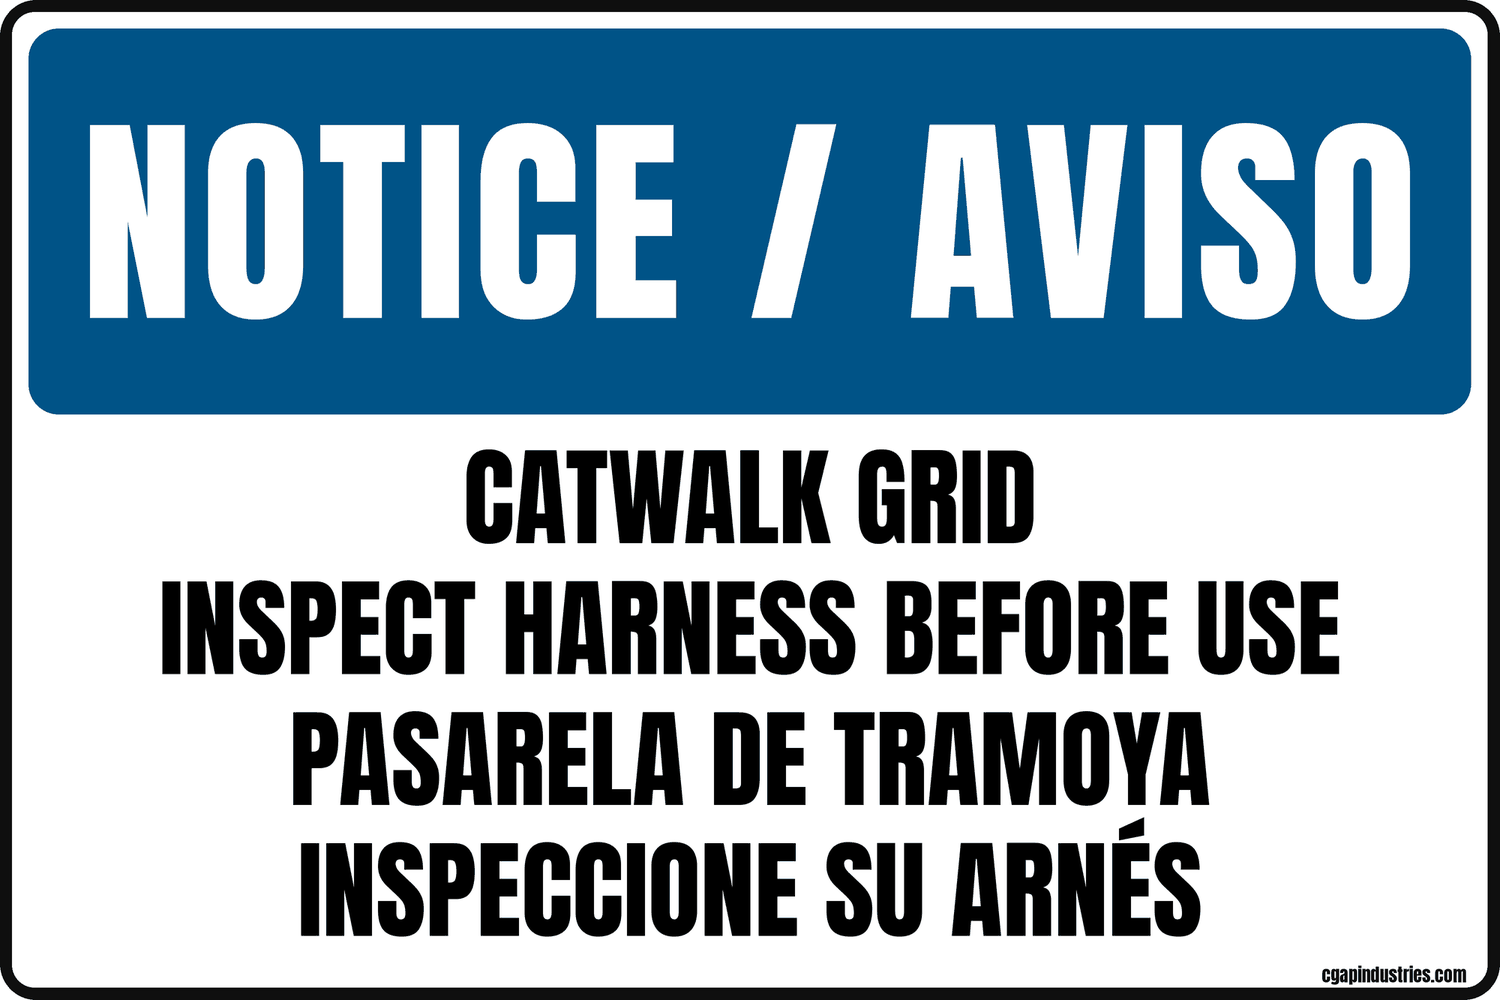 NOTICE / AVISO
CATWALK GRID
INSPECT HARNESS BEFORE USE
PASARELA DE TRAMOYA
INSPECCIONE SU ARNÉS
cgapindustries.com